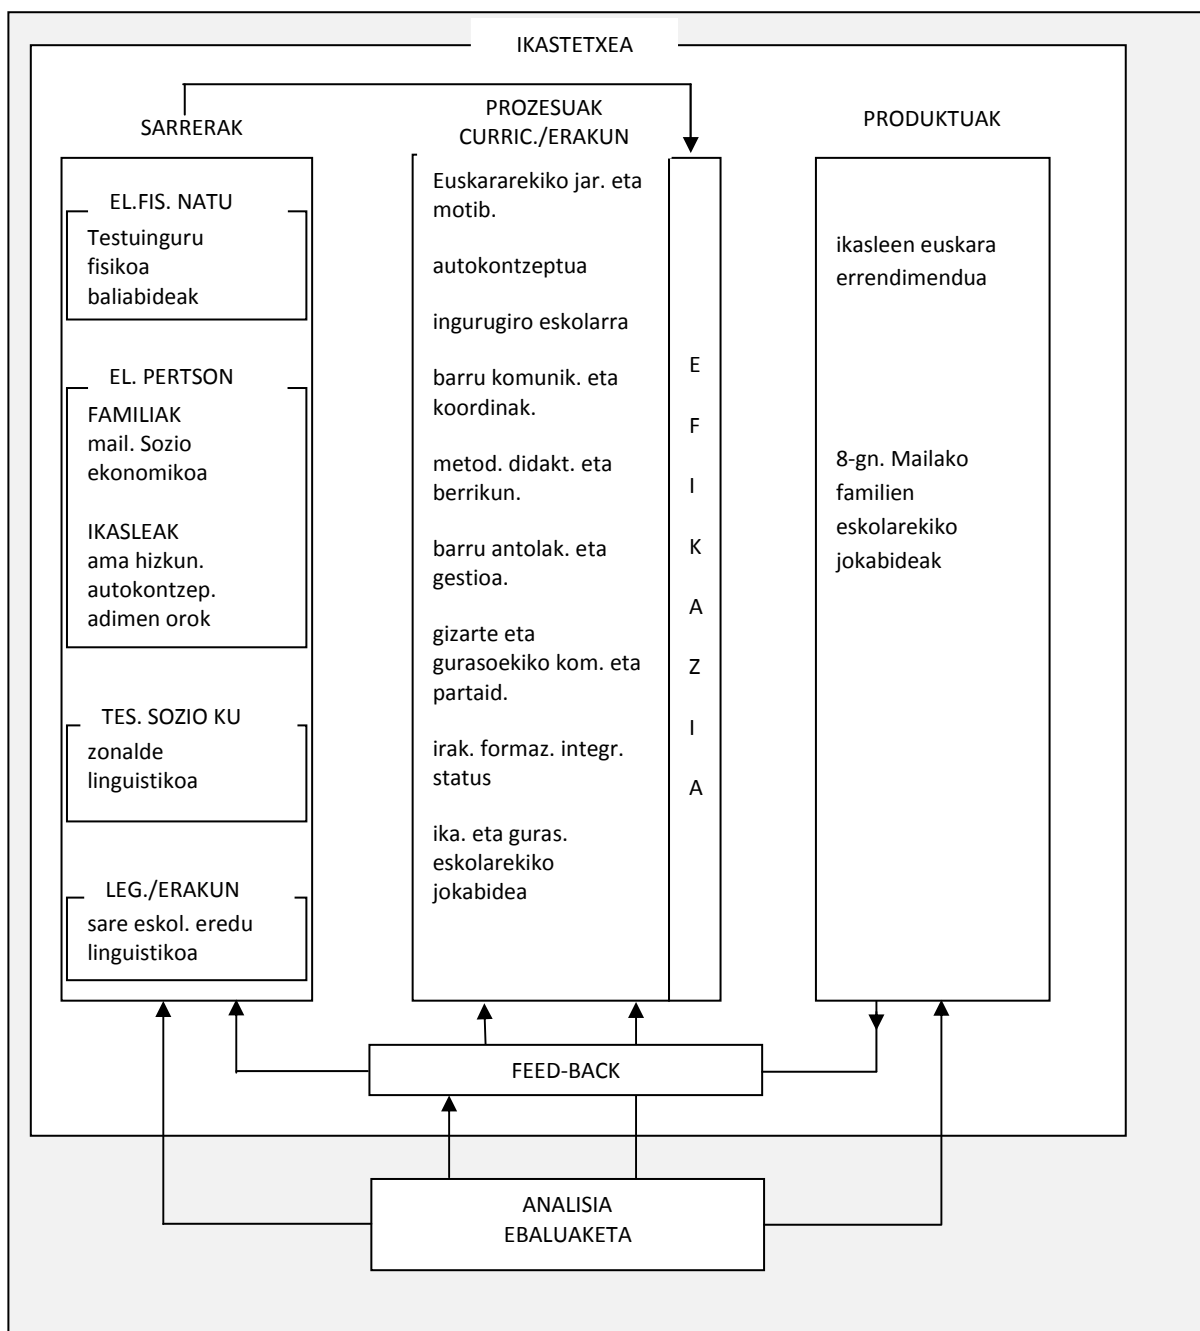 IKASTETXEA
SARRERAK
EL.FIS. NATU
Testuinguru
fisikoa
baliabideak
EL. PERTSON
FAMILIAK
mail. Sozio
ekonomikoa
IKASLEAK
ama hizkun.
autokontzep.
adimen orok
TES. SOZIO KU
zonalde
linguistikoa
LEG./ERAKUN
sare eskol. eredu
linguistikoa
PROZESUAK
CURRIC./ERAKUN
Euskararekiko jar. eta
motib.
autokontzeptua
ingurugiro eskolarra
barru komunik. eta
koordinak.
metod. didakt. eta
berrikun.
barru antolak. eta
gestioa.
gizarte eta
gurasoekiko kom. eta
partaid.
irak. formaz. integr.
status
ika. eta guras.
eskolarekiko
jokabidea
E
F
I
K
A
Z
I
A
PRODUKTUAK
ikasleen euskara
errendimendua
8-gn. Mailako
familien
eskolarekiko
jokabideak
FEED-BACK
ANALISIA
EBALUAKETA